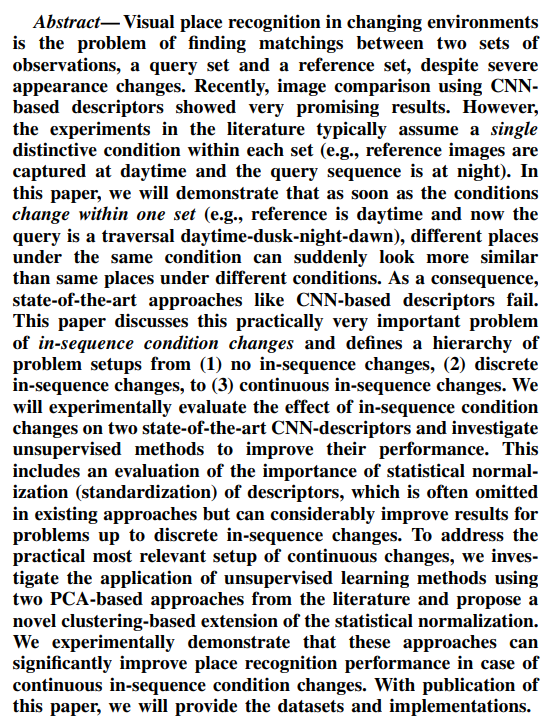 Abstract— Visual place recognition in changing environments
is the problem of finding matchings between two sets of
observations, a query set and a reference set, despite severe
appearance changes. Recently, image comparison using CNN-
based descriptors showed very promising results. However,
the experiments in the literature typically assume a single
distinctive condition within each set (e.g., reference images are
captured at daytime and the query sequence is at night). In
this paper, we will demonstrate that as soon as the conditions
change within one set (e.g., reference is daytime and now the
query is a traversal daytime-dusk-night-dawn), different places
under the same condition can suddenly look more similar
than same places under different conditions. As a consequence,
state-of-the-art approaches like CNN-based descriptors fail.
This paper discusses this practically very important problem
of in-sequence condition changes and defines a hierarchy of
problem setups from (1) no in-sequence changes, (2) discrete
in-sequence changes, to (3) continuous in-sequence changes. We
will experimentally evaluate the effect of in-sequence condition
changes on two state-of-the-art CNN-descriptors and investigate
unsupervised methods to improve their performance. This
includes an evaluation of the importance of statistical normal-
ization (standardization) of descriptors, which is often omitted
in existing approaches but can considerably improve results for
problems up to discrete in-sequence changes. To address the
practical most relevant setup of continuous changes, we inves-
tigate the application of unsupervised learning methods using
two PCA-based approaches from the literature and propose a
novel clustering-based extension of the statistical normalization.
We experimentally demonstrate that these approaches can
significantly improve place recognition performance in case of
continuous in-sequence condition changes. With publication of
this paper, we will provide the datasets and implementations.